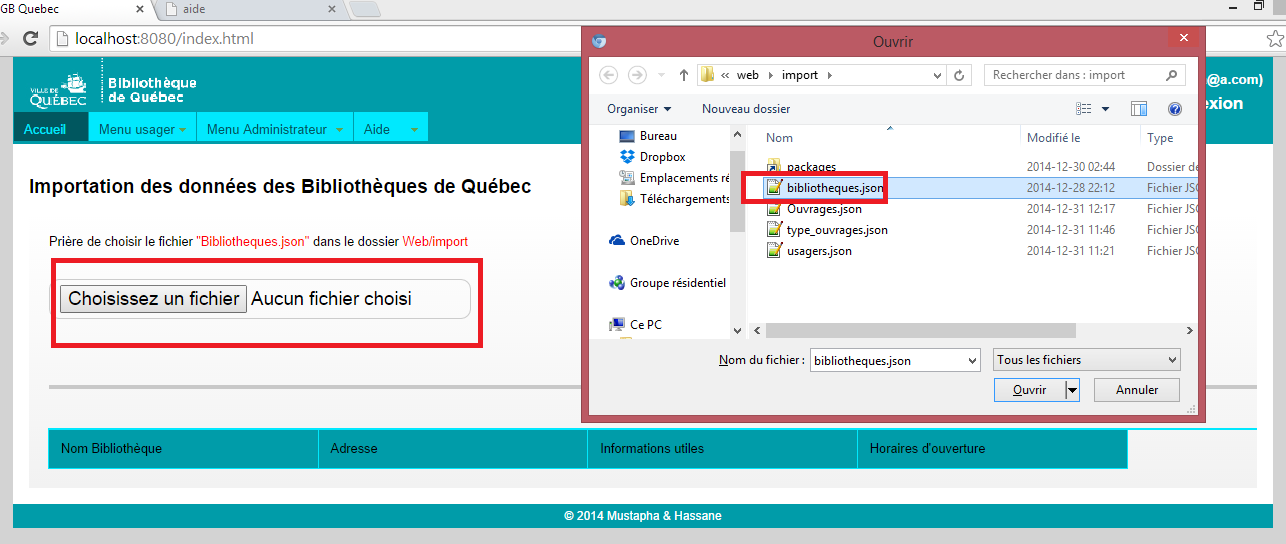 GB Quebec
aide
localhost:8080/index.html
VILLE DE
QUÉBEC
Bibliothèque
de Québec
@a.com)
exion
Accueil
Menu usager
Menu Administrateur
Aide
Importation des données des Bibliothèques de Québec
Prière de choisir le fichier "Bibliotheques.json" dans le dossier Web/import
Choisissez un fichier Aucun fichier choisi
Ouvrir
« web import
Rechercher dans : import
Organiser
Nouveau dossier
Bureau
Dropbox
Emplacements ré
Téléchargements
OneDrive
Groupe résidentiel
Ce PC
Nom Modifié le Type
packages 2014-12-30 02:44 Dossier de
bibliotheques.json 2014-12-28 22:12 Fichier JS
Ouvrages.json 2014-12-31 12:17 Fichier JS
type_ouvrages.json 2014-12-31 11:46 Fichier JS
usagers.json 2014-12-31 11:21 Fichier JS
Nom du fichier : bibliotheques.json
Tous les fichiers
Ouvrir
Annuler
Nom Bibliothèque Adresse Informations utiles Horaires d'ouverture
© 2014 Mustapha & Hassane